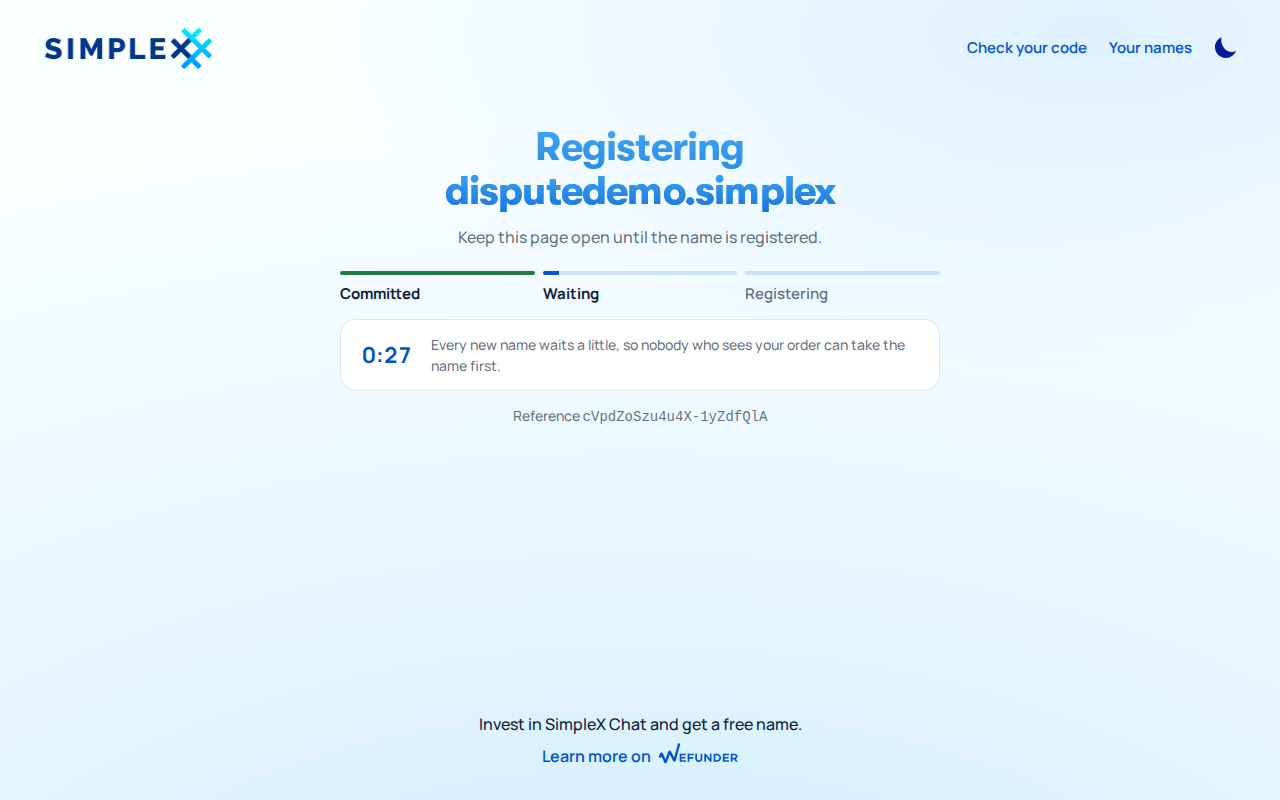 SIMPLEX
Check your code
Your names
Registering
disputedemo.simplex
Keep this page open until the name is registered.
Committed
Waiting
Registering
0:27
Every new name waits a little, so nobody who sees your order can take the
name first.
Reference cVpdZoSzu4u4X-1yZdfQlA
Invest in SimpleX Chat and get a free name.
Learn more on WEFUNDER